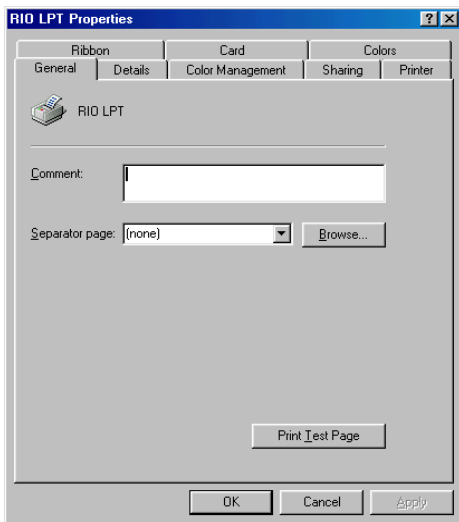 RIO LPT Properties
Ribbon Card Colors
General Details Color Management Sharing Printer
RIO LPT
Comment:
Separator page: (none) Browse...
Print Test Page
OK Cancel Apply